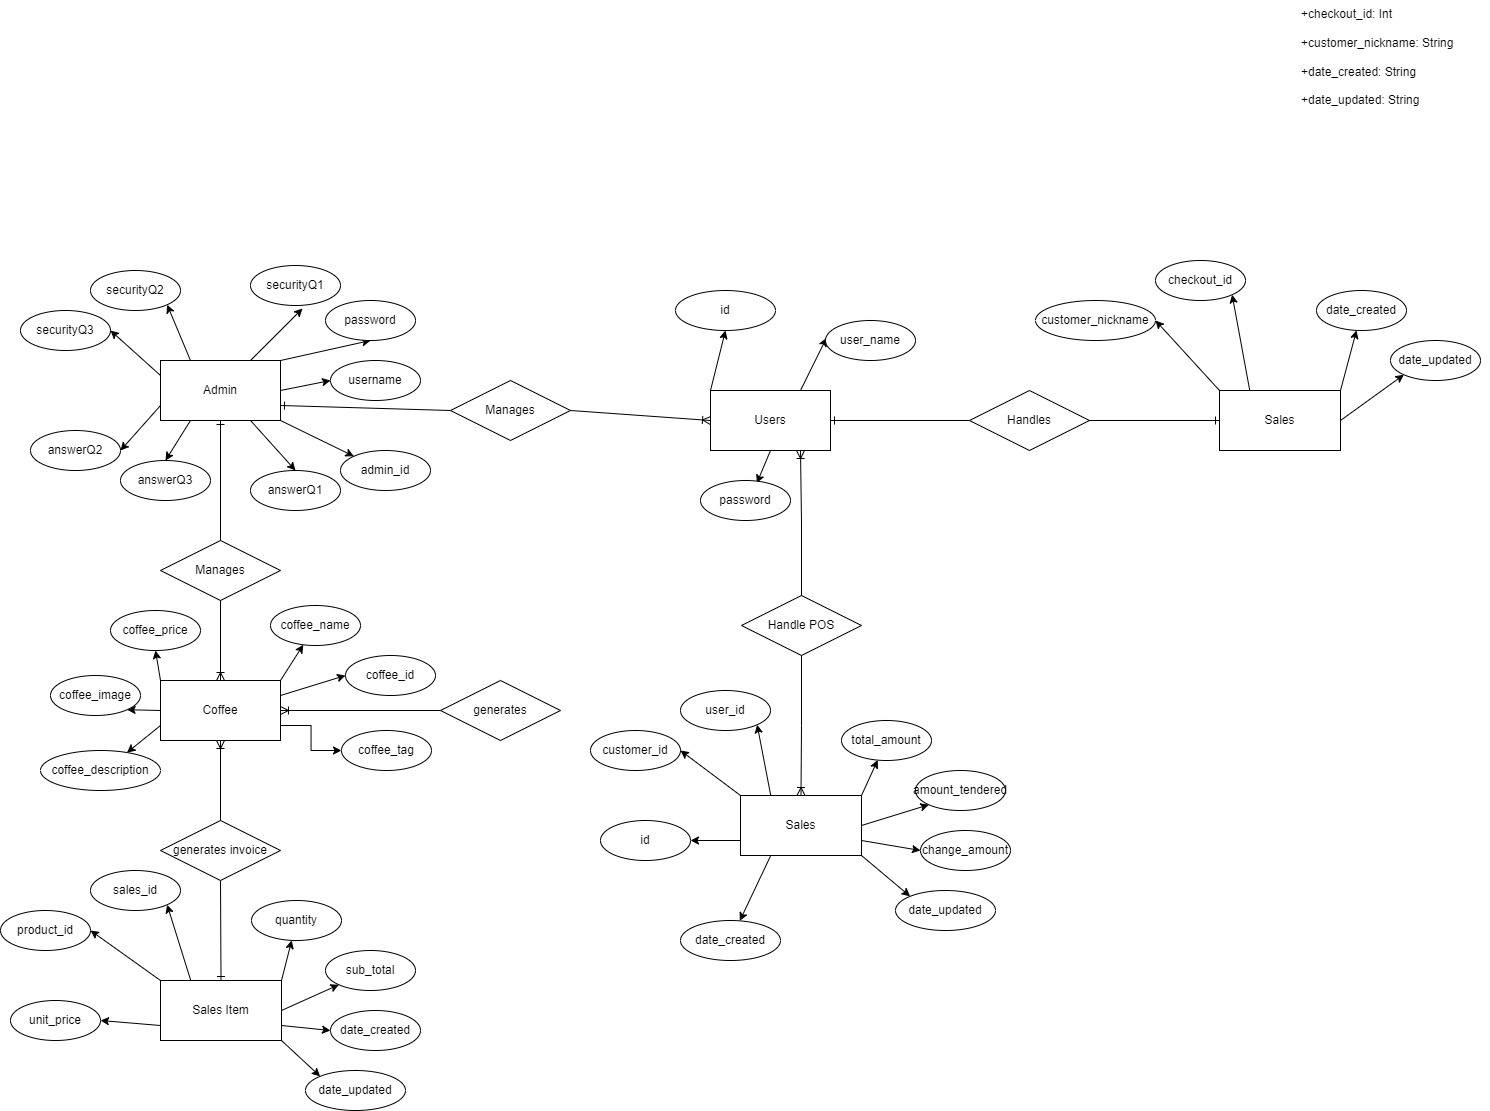 +checkout_id: Int
+customer_nickname: String
+date_created: String
+date_updated: String
securityQ2
securityQ1
securityQ3
password
Admin
username
answerQ2
answerQ3
answerQ1
admin_id
Manages
id
user_name
Users
password
Handles
customer_nickname
checkout_id
date_created
date_updated
Sales
Manages
coffee_price
coffee_name
coffee_image
coffee_id
Coffee
generates
coffee_description
coffee_tag
Handle POS
user_id
customer_id
total_amount
amount_tendered
Sales
id
change_amount
date_updated
date_created
generates invoice
sales_id
product_id
quantity
sub_total
Sales Item
unit_price
date_created
date_updated